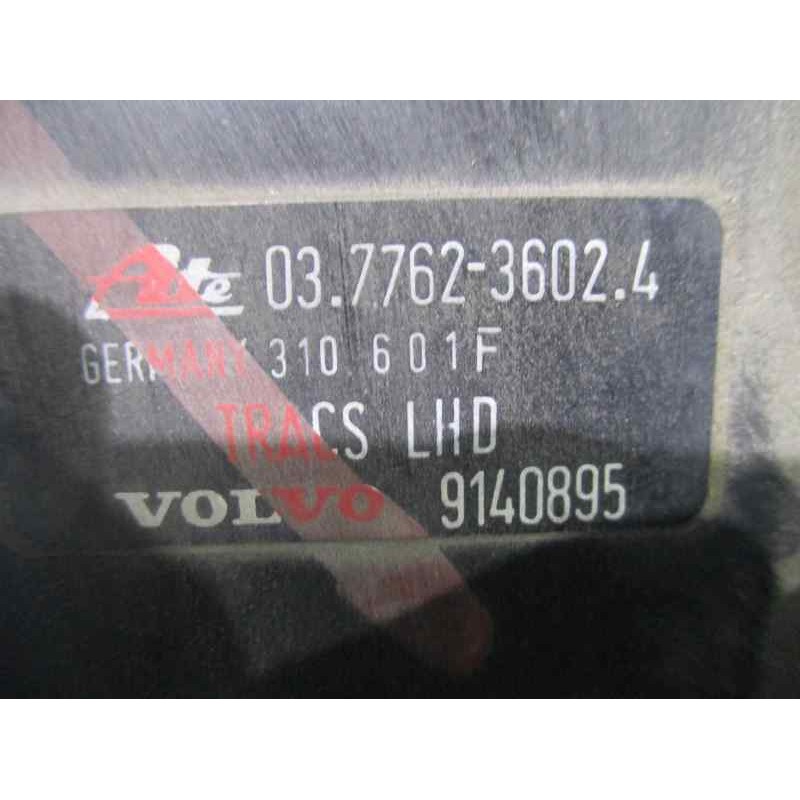 Ate 03.7762-3602.4
GERMANY 310 601F
TRACS LHD
VOLVO 9140895